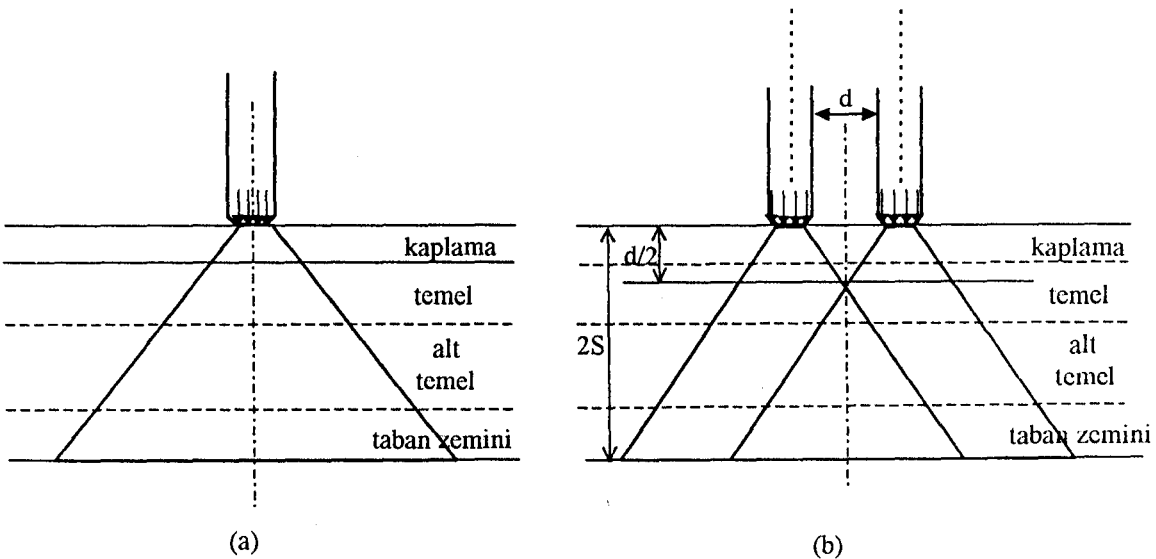 kaplama
temel
alt
temel
taban zemini
(a)
d
d/2
2S
kaplama
temel
alt
temel
taban zemini
(b)